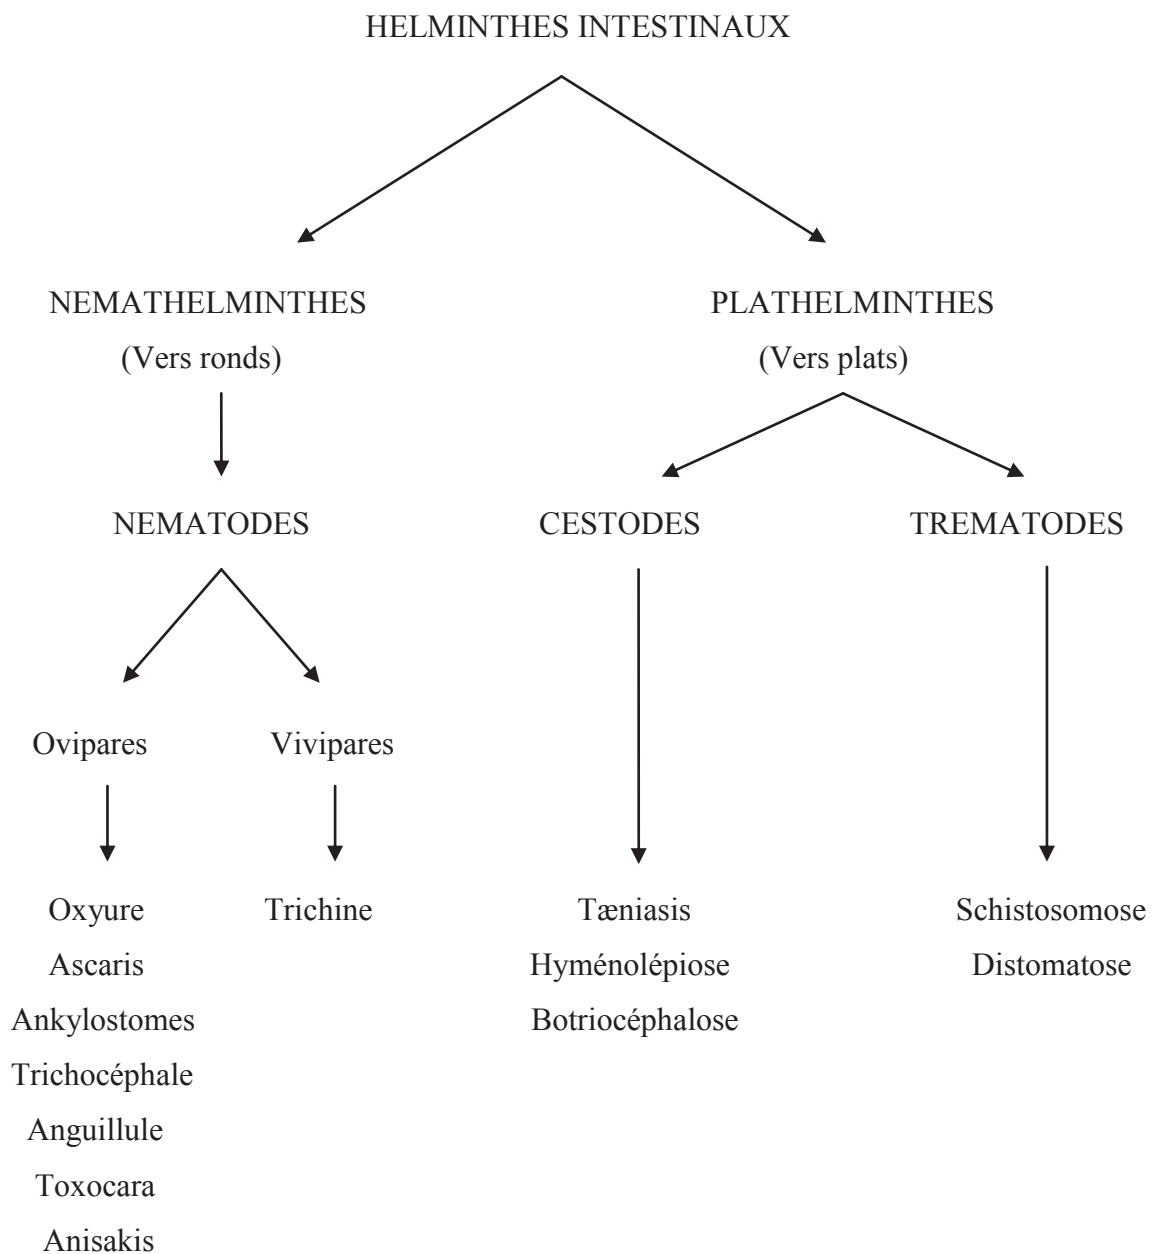 HELMINTHES INTESTINAUX
NEMATHELMINTHES
(Vers ronds)
PLATHELMINTHES
(Vers plats)
NEMATODES
CESTODES
TREMATODES
Ovipares
Vivipares
Oxyure
Ascaris
Ankylostomes
Trichocéphale
Anguillule
Toxocara
Anisakis
Trichine
Tæniasis
Hyménolépiose
Botriocéphalose
Schistosomose
Distomatose